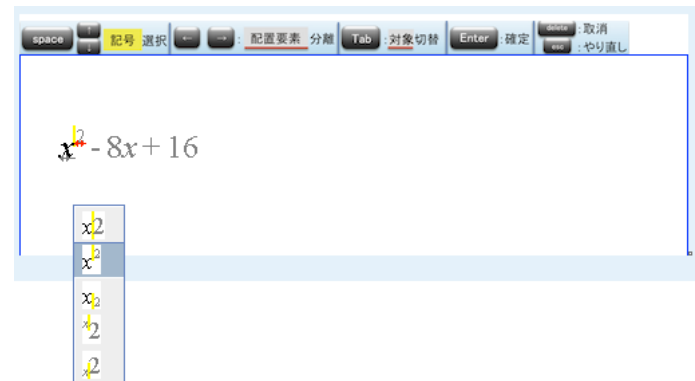 space ↑ ↓ 記号 選択 ← → : 配置要素 分離 Tab : 対象切替 Enter : 確定 delete : 取消
esc : やり直し
x² - 8x + 16
x2
x²
x₂
ˣ2
ₓ2